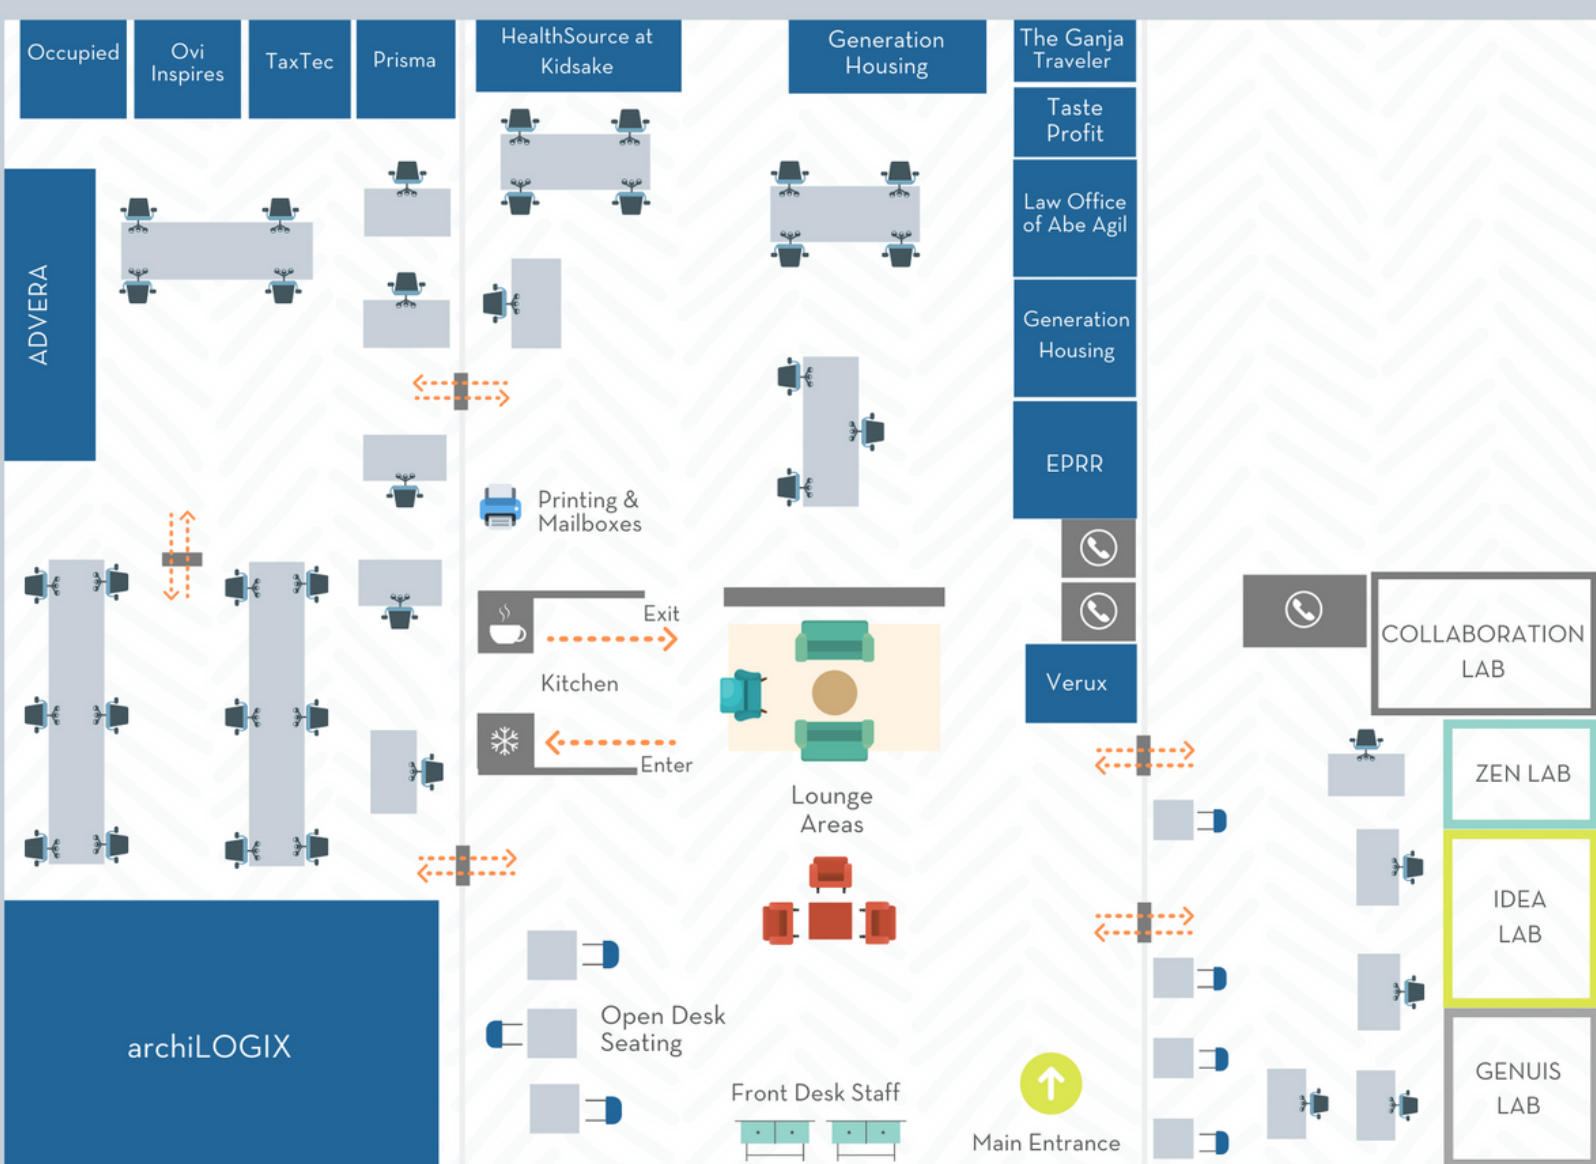 Occupied
Ovi
Inspires
TaxTec
Prisma
HealthSource at
Kidsake
Generation
Housing
The Ganja
Traveler
Taste
Profit
Law Office
of Abe Agil
Generation
Housing
EPRR
Verux
ADVERA
Printing &
Mailboxes
Exit
Kitchen
Enter
Lounge
Areas
COLLABORATION
LAB
ZEN LAB
IDEA
LAB
GENUIS
LAB
archiLOGIX
Open Desk
Seating
Front Desk Staff
Main Entrance